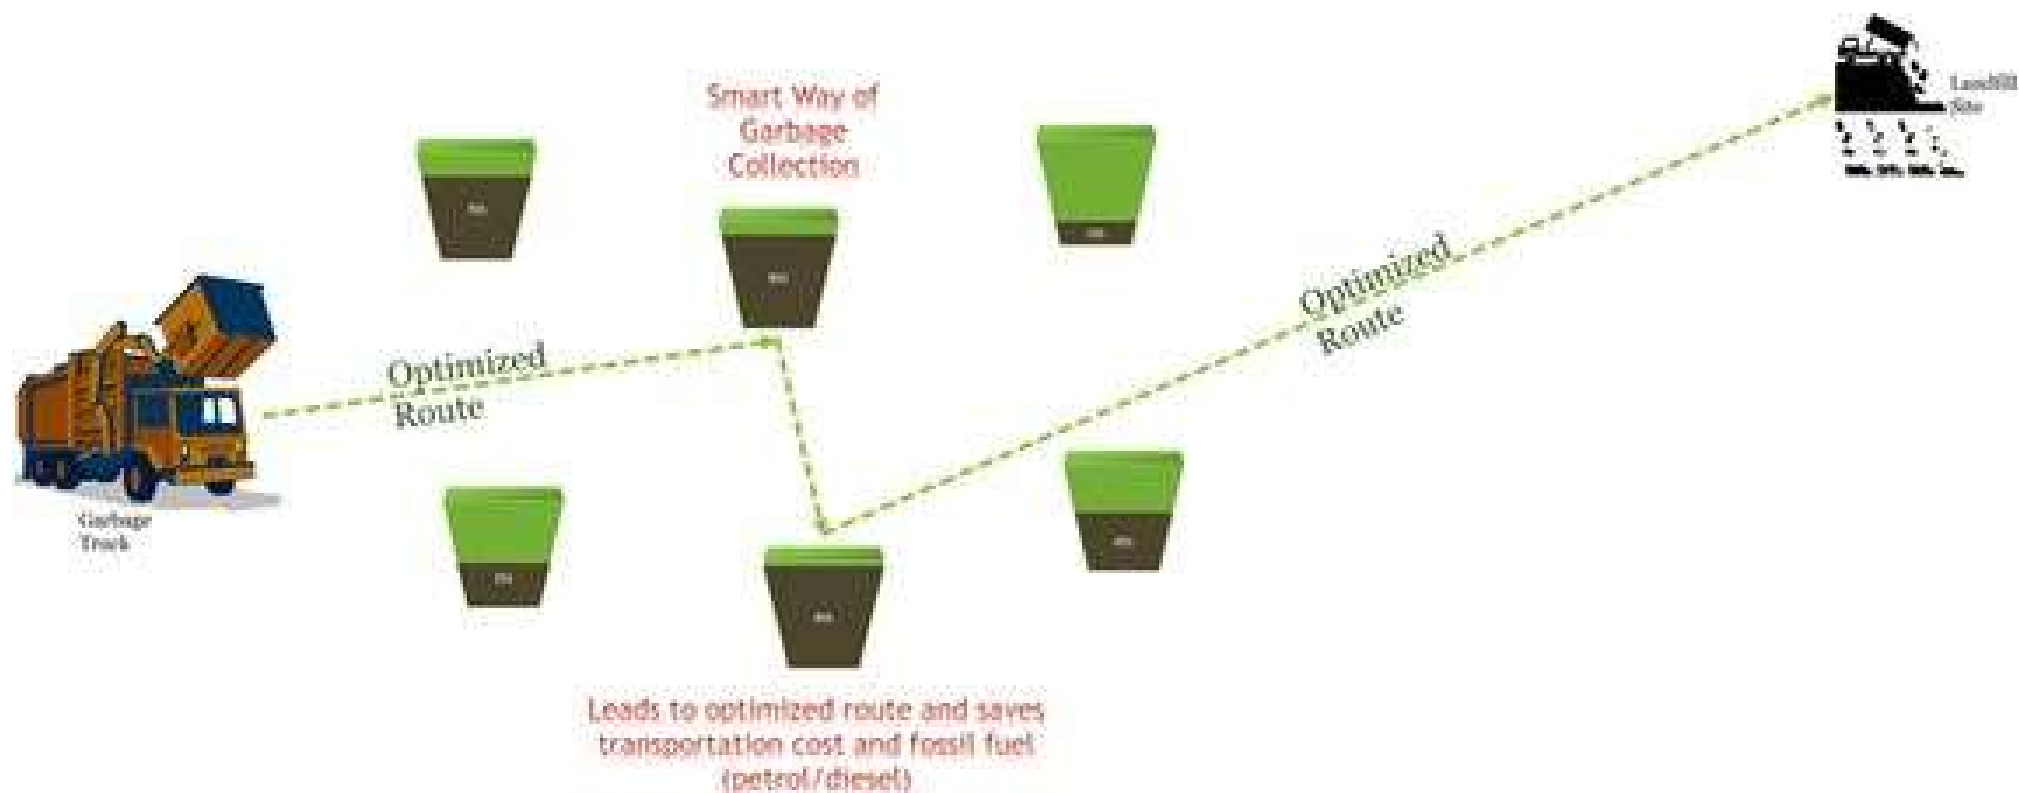 Smart Way of
Garbage
Collection
Landfill
Site
Optimized
Route
Optimized
Route
Garbage
Truck
Leads to optimized route and saves
transportation cost and fossil fuel
(petrol/diesel)